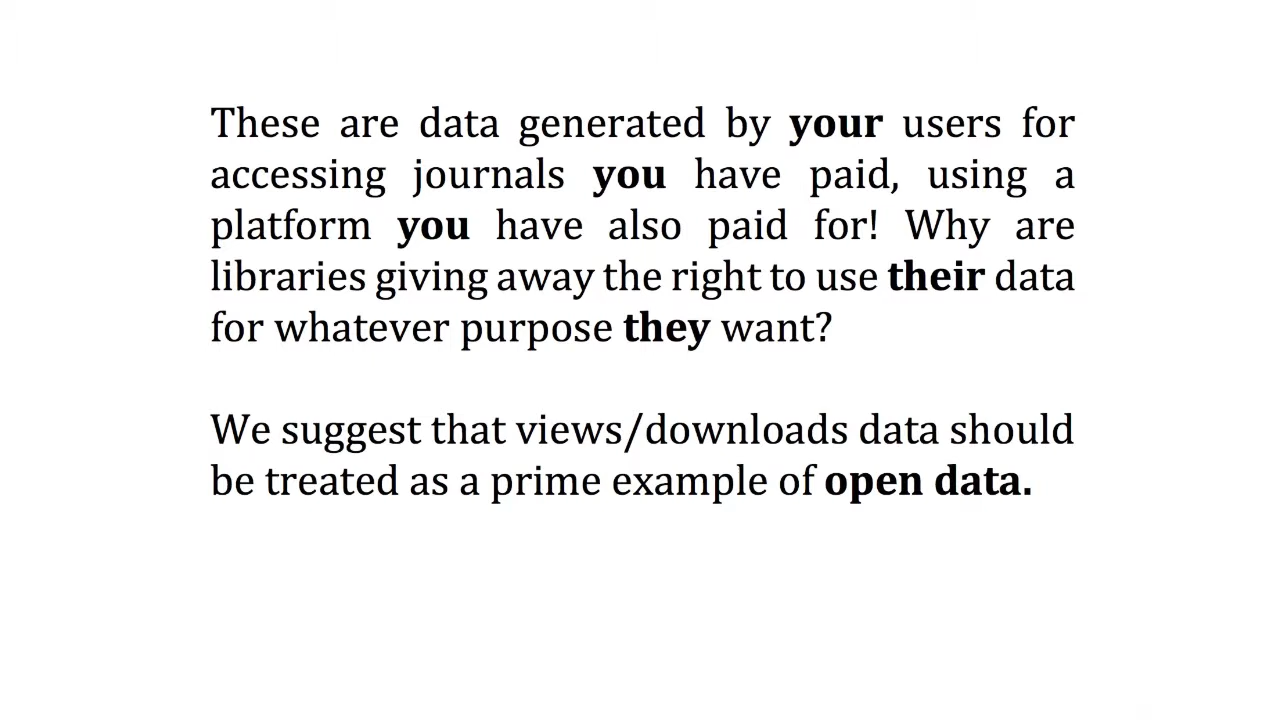 These are data generated by your users for
accessing journals you have paid, using a
platform you have also paid for! Why are
libraries giving away the right to use their data
for whatever purpose they want?
We suggest that views/downloads data should
be treated as a prime example of open data.